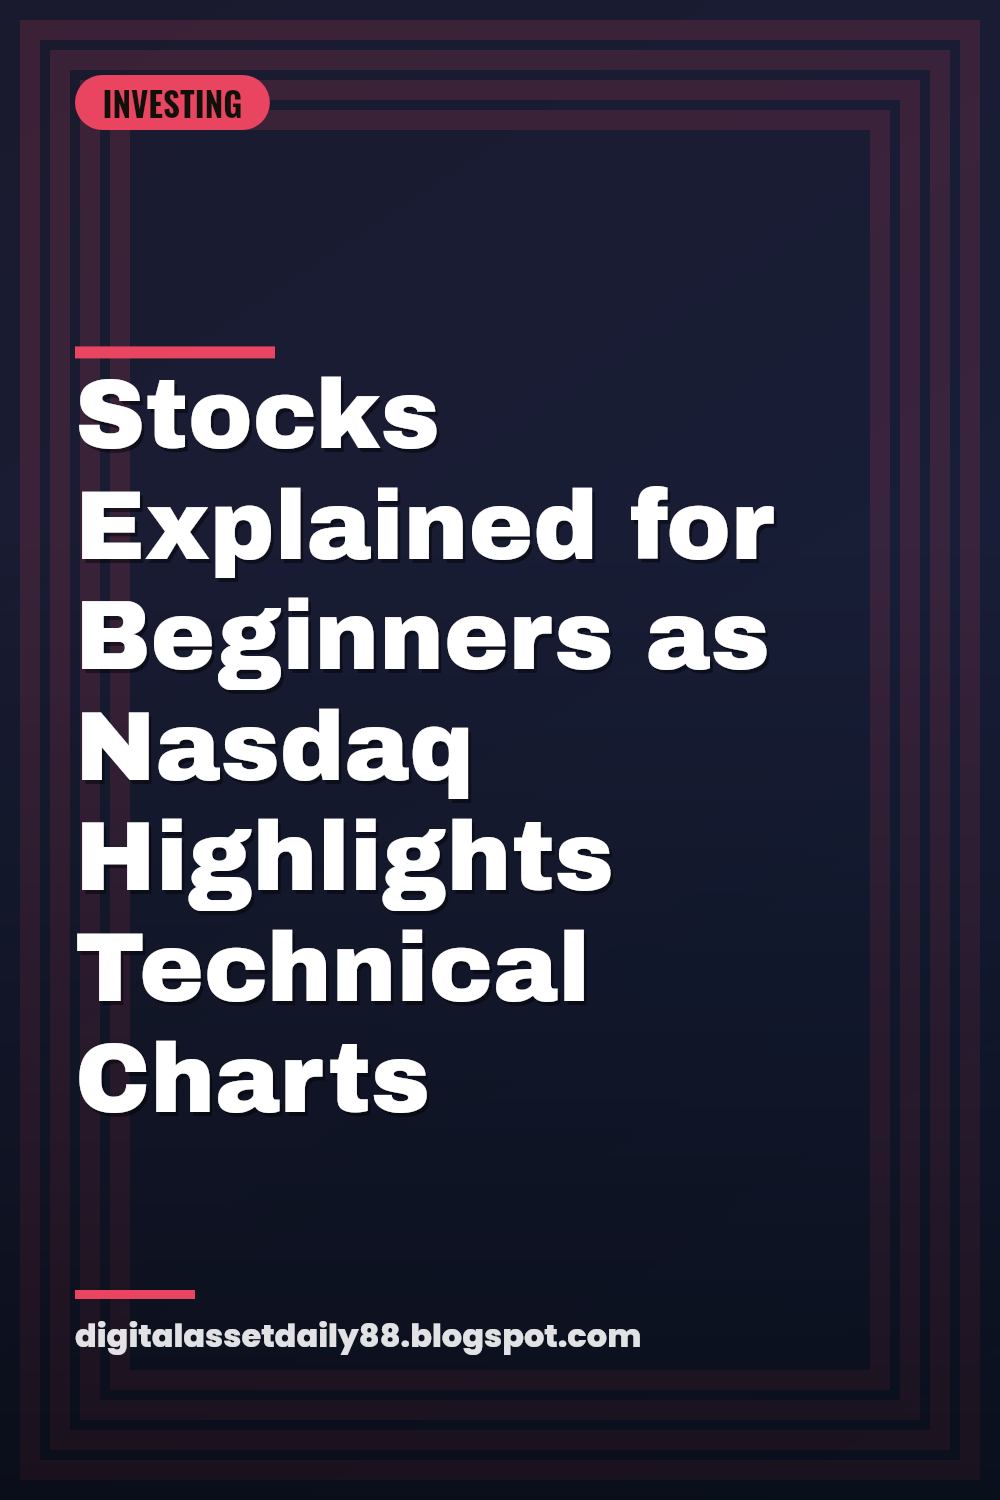 INVESTING
Stocks
Explained for
Beginners as
Nasdaq
Highlights
Technical
Charts
digitalassetdaily88.blogspot.com